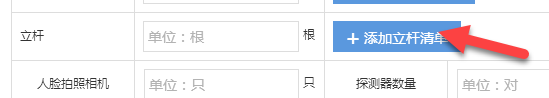 立杆 单位：根 根 + 添加立杆清单
人脸拍照相机 单位：只 只 探测器数量 单位：对